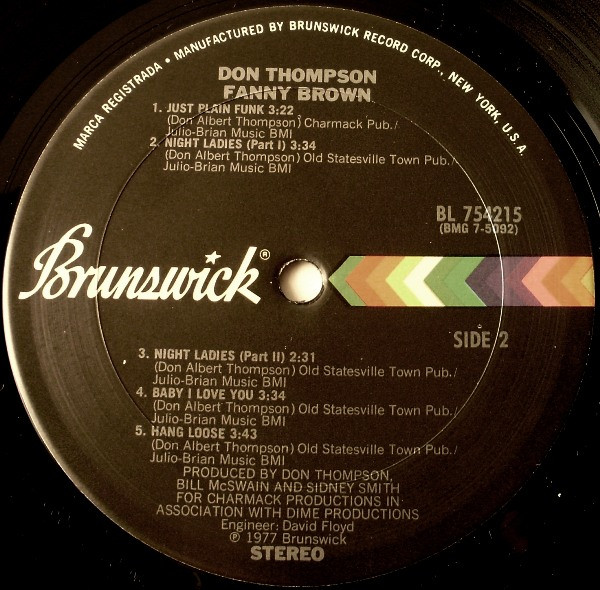 MARCA REGISTRADA • MANUFACTURED BY BRUNSWICK RECORD CORP., NEW YORK, U.S.A.
DON THOMPSON
FANNY BROWN
1. JUST PLAIN FUNK 3:22
(Don Albert Thompson) Charmack Pub./
Julio-Brian Music BMI
2. NIGHT LADIES (Part I) 3:34
(Don Albert Thompson) Old Statesville Town Pub./
Julio-Brian Music BMI
BL 754215
(BMG 7-5092)
Brunswick®
SIDE 2
3. NIGHT LADIES (Part II) 2:31
(Don Albert Thompson) Old Statesville Town Pub./
Julio-Brian Music BMI
4. BABY I LOVE YOU 3:34
(Don Albert Thompson) Old Statesville Town Pub./
Julio-Brian Music BMI
5. HANG LOOSE 3:43
(Don Albert Thompson) Old Statesville Town Pub./
Julio-Brian Music BMI
PRODUCED BY DON THOMPSON,
BILL McSWAIN AND SIDNEY SMITH
FOR CHARMACK PRODUCTIONS IN
ASSOCIATION WITH DIME PRODUCTIONS
Engineer: David Floyd
℗ 1977 Brunswick
STEREO